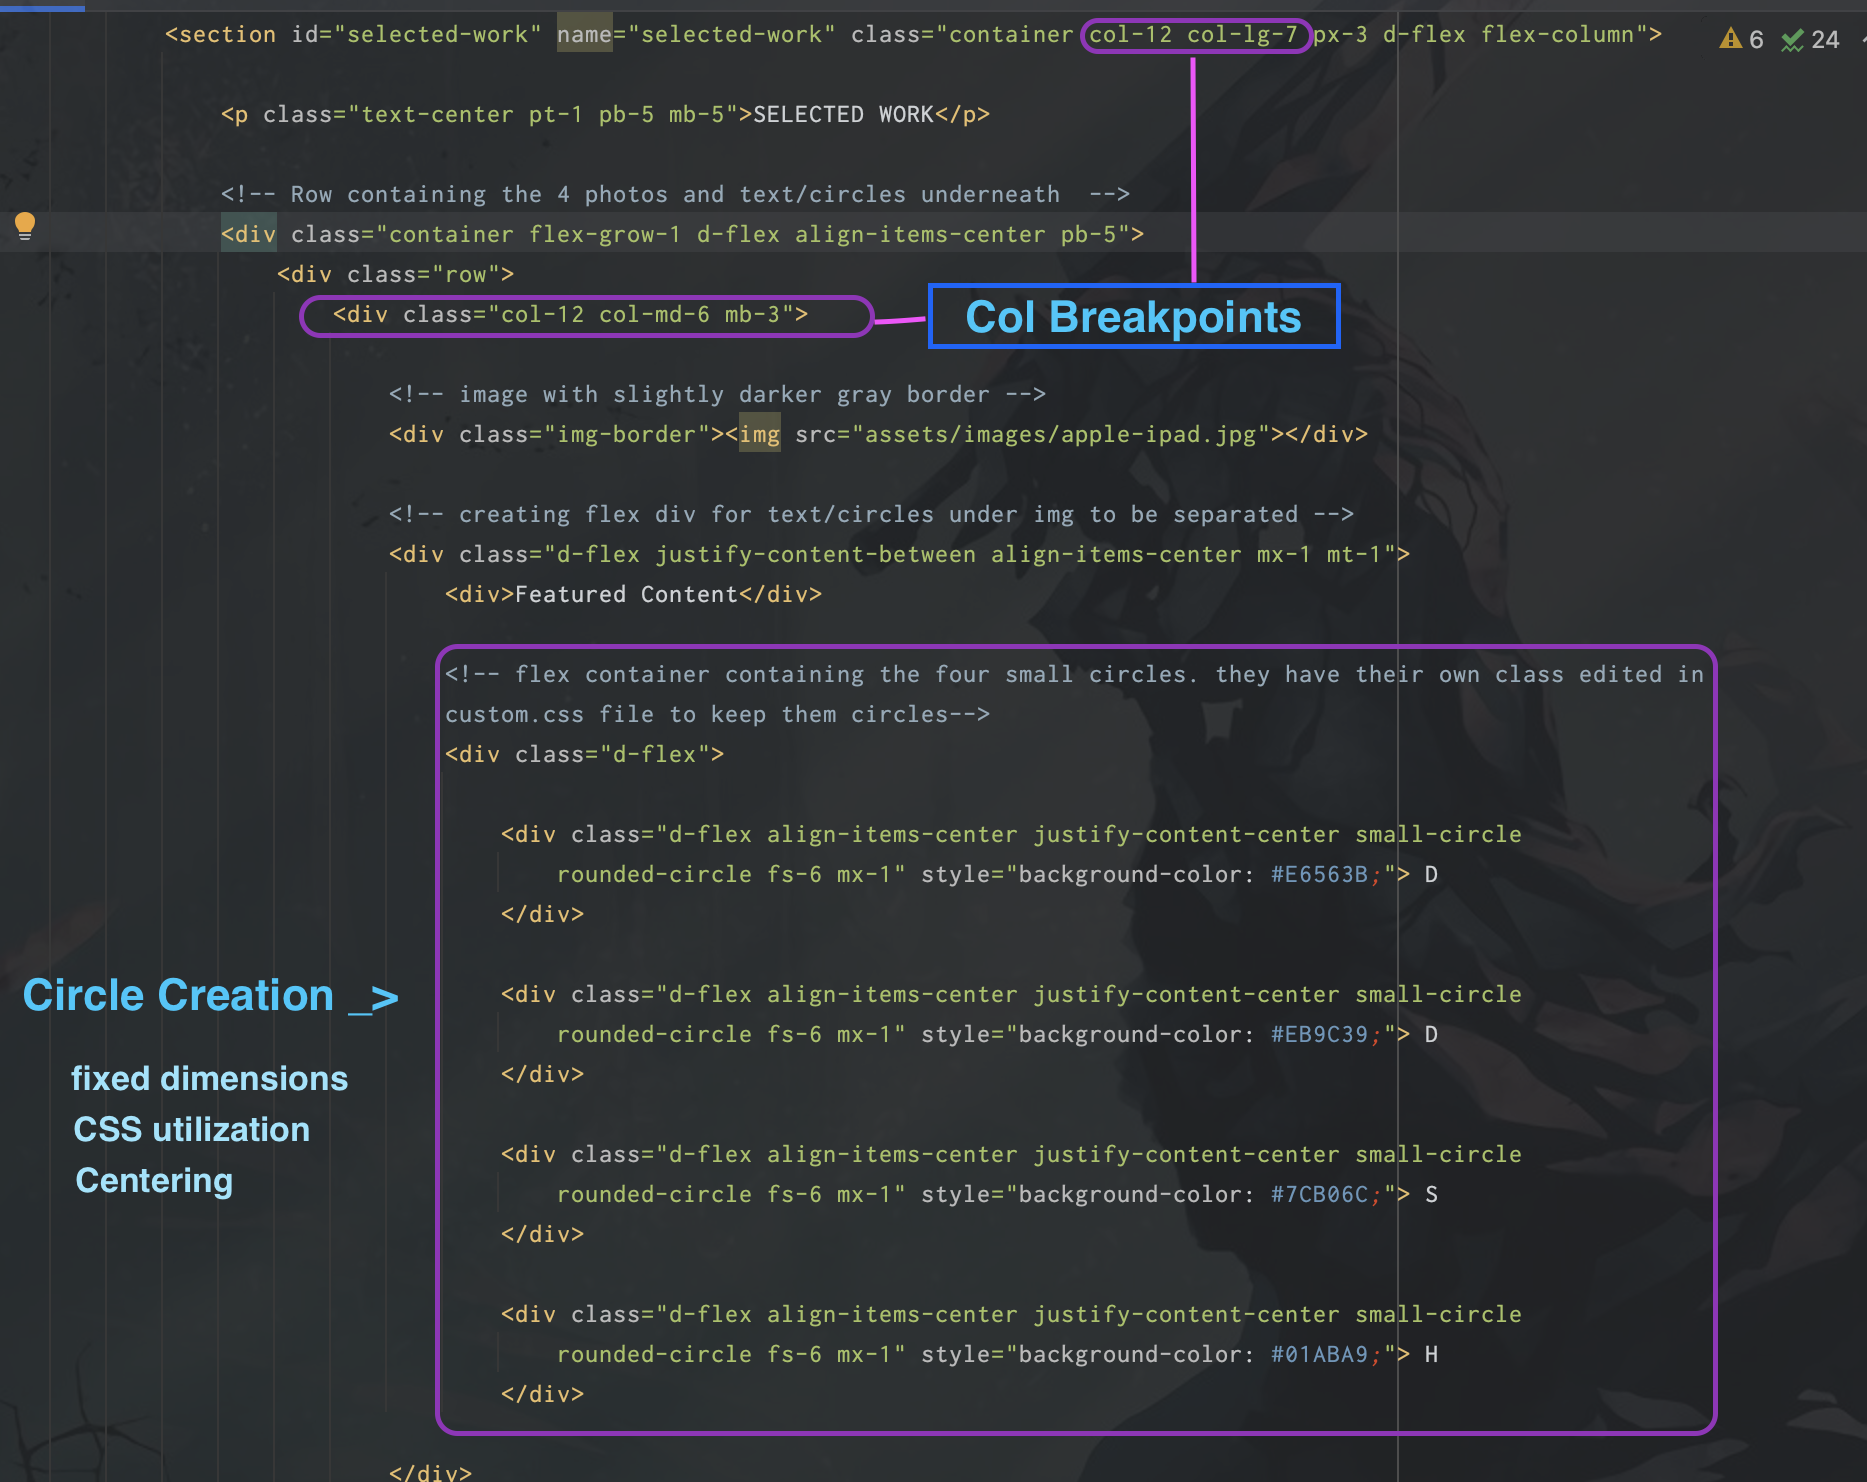 <section id="selected-work" name="selected-work" class="container col-12 col-lg-7 px-3 d-flex flex-column">
6 24
<p class="text-center pt-1 pb-5 mb-5">SELECTED WORK</p>
<!-- Row containing the 4 photos and text/circles underneath  -->
<div class="container flex-grow-1 d-flex align-items-center pb-5">
<div class="row">
<div class="col-12 col-md-6 mb-3">
Col Breakpoints
<!-- image with slightly darker gray border -->
<div class="img-border"><img src="assets/images/apple-ipad.jpg"></div>
<!-- creating flex div for text/circles under img to be separated -->
<div class="d-flex justify-content-between align-items-center mx-1 mt-1">
<div>Featured Content</div>
<!-- flex container containing the four small circles. they have their own class edited in
custom.css file to keep them circles-->
<div class="d-flex">
<div class="d-flex align-items-center justify-content-center small-circle
rounded-circle fs-6 mx-1" style="background-color: #E6563B;"> D
</div>
Circle Creation _>
fixed dimensions
CSS utilization
Centering
<div class="d-flex align-items-center justify-content-center small-circle
rounded-circle fs-6 mx-1" style="background-color: #EB9C39;"> D
</div>
<div class="d-flex align-items-center justify-content-center small-circle
rounded-circle fs-6 mx-1" style="background-color: #7CB06C;"> S
</div>
<div class="d-flex align-items-center justify-content-center small-circle
rounded-circle fs-6 mx-1" style="background-color: #01ABA9;"> H
</div>
</div>